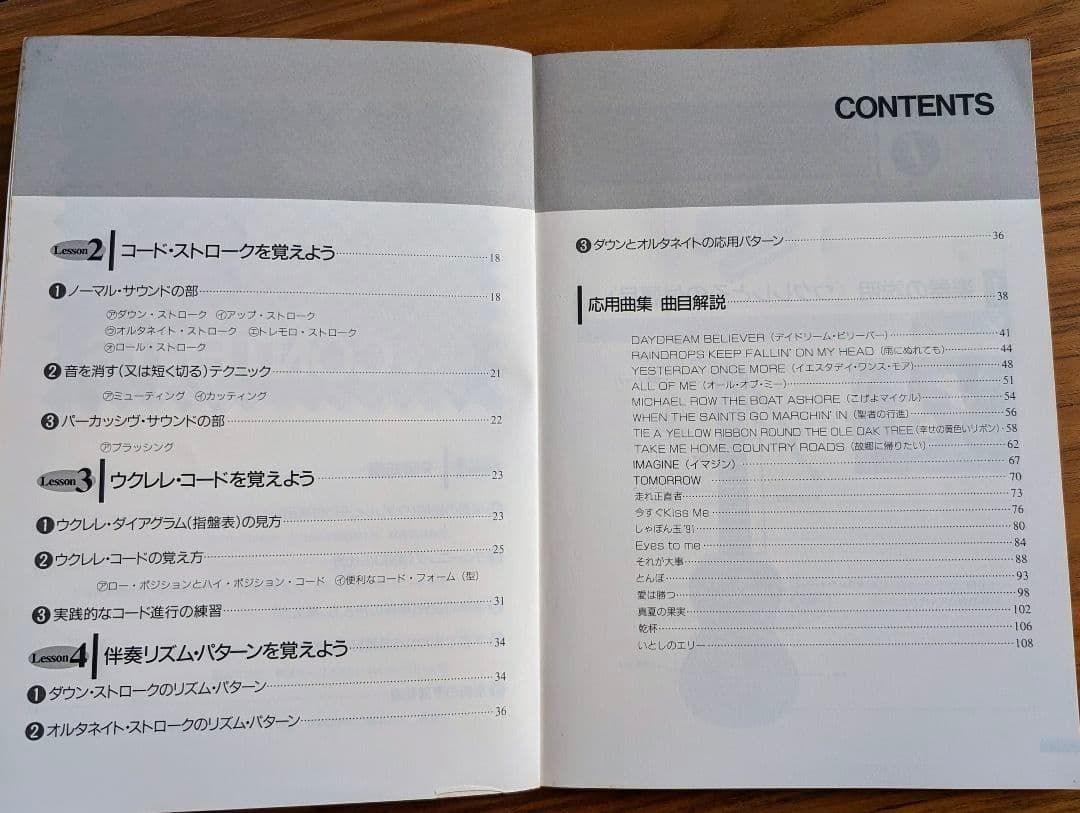 Lesson2 コード・ストロークを覚えよう 18
❶ノーマル・サウンドの部 18
㋐ダウン・ストローク ㋑アップ・ストローク
㋒オルタネイト・ストローク ㋓トレモロ・ストローク
㋔ロール・ストローク
❷音を消す(又は短く切る)テクニック 21
㋐ミューティング ㋑カッティング
❸パーカッシヴ・サウンドの部 22
㋐ブラッシング
Lesson3 ウクレレ・コードを覚えよう 23
❶ウクレレ・ダイアグラム(指盤表)の見方 23
❷ウクレレ・コードの覚え方 25
㋐ロー・ポジションとハイ・ポジション・コード ㋑便利なコード・フォーム(型)
❸実践的なコード進行の練習 31
Lesson4 伴奏リズム・パターンを覚えよう 34
❶ダウン・ストロークのリズム・パターン 34
❷オルタネイト・ストロークのリズム・パターン 36
CONTENTS
❸ダウンとオルタネイトの応用パターン 36
応用曲集 曲目解説 38
DAYDREAM BELIEVER(デイドリーム・ビリーバー) 41
RAINDROPS KEEP FALLIN' ON MY HEAD(雨にぬれても) 44
YESTERDAY ONCE MORE(イエスタデイ・ワンス・モア) 48
ALL OF ME(オール・オブ・ミー) 51
MICHAEL ROW THE BOAT ASHORE(こげよマイケル) 54
WHEN THE SAINTS GO MARCHIN' IN(聖者の行進) 56
TIE A YELLOW RIBBON ROUND THE OLE OAK TREE(幸せの黄色いリボン) 58
TAKE ME HOME, COUNTRY ROADS(故郷に帰りたい) 62
IMAGINE(イマジン) 67
TOMORROW 70
走れ正直者 73
今すぐKiss Me 76
しゃぼん玉'91 80
Eyes to me 84
それが大事 88
とんぼ 93
愛は勝つ 98
真夏の果実 102
乾杯 106
いとしのエリー 108